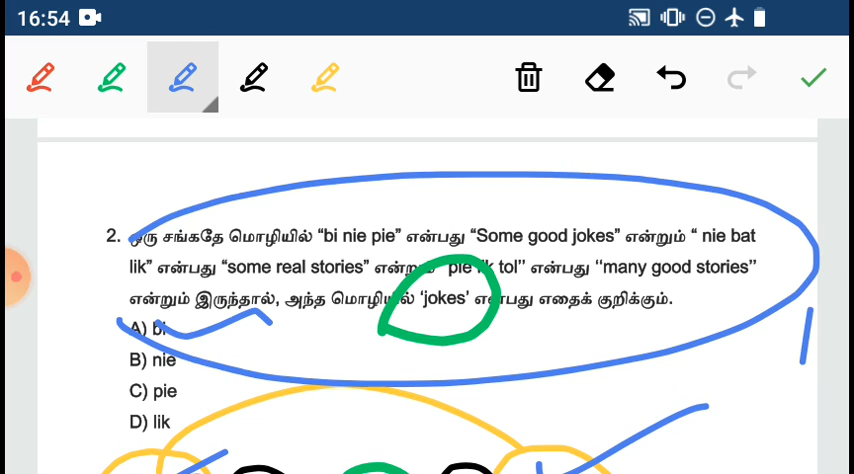 16:54
2. ஒரு சங்கதே மொழியில் “bi nie pie” என்பது “Some good jokes” என்றும் “ nie bat
lik” என்பது “some real stories” என்றும் “pie lik tol’’ என்பது ‘‘many good stories’’
என்றும் இருந்தால், அந்த மொழியில் ‘jokes’ என்பது எதைக் குறிக்கும்.
A) bi
B) nie
C) pie
D) lik